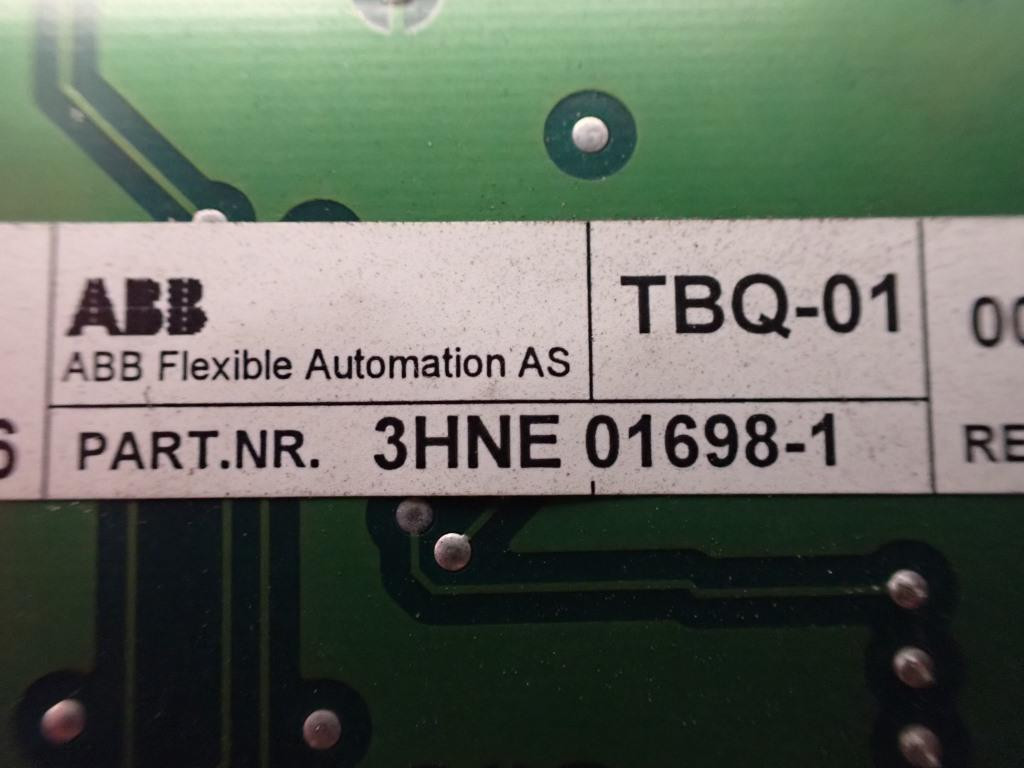 ABB
TBQ-01
ABB Flexible Automation AS
PART.NR. 3HNE 01698-1